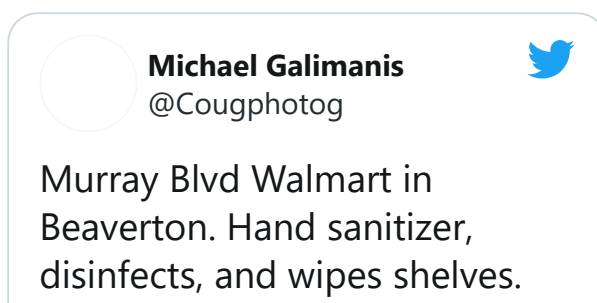 Michael Galimanis
@Cougphotog
Murray Blvd Walmart in
Beaverton. Hand sanitizer,
disinfects, and wipes shelves.